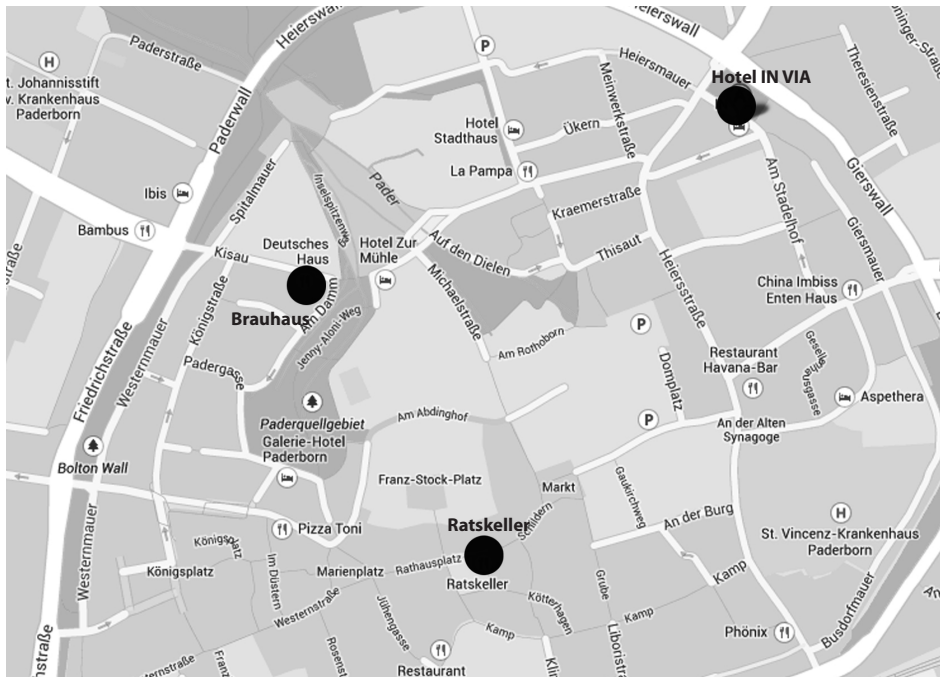 Heierswall
Heierswall
Paderstraße
H
t. Johannisstift
v. Krankenhaus
Paderborn
Paderwall
P
Heiersmauer
Meinwerkstraße
Hotel IN VIA
Theresienstraße
Hotel
Stadthaus
Ükern
La Pampa
Ibis
Bambus
Spitalmauer
Inselspitzenweg
Pader
Kraemerstraße
Am Stadelhof
Gierswall
Giersmauer
Kisau
Deutsches
Haus
Hotel Zur
Mühle
Auf den Dielen
Thisaut
Michaelstraße
Heiersstraße
China Imbiss
Enten Haus
Königstraße
Brauhaus
Am Damm
Jenny-Aloni-Weg
Am Rothoborn
P
Friedrichstraße
Westernmauer
Padergasse
Domplatz
Restaurant
Havana-Bar
Aspethera
Paderquellgebiet
Galerie-Hotel
Paderborn
Am Abdinghof
P
An der Alten
Synagoge
Bolton Wall
Franz-Stock-Platz
Markt
Gaukirchweg
An der Burg
H
St. Vincenz-Krankenhaus
Paderborn
Pizza Toni
Ratskeller
Westernmauer
Königsplatz
Königsplatz
Im Düstern
Marienplatz
Rathausplatz
Ratskeller
Grube
Kamp
Westernstraße
Jühengasse
Kötterhagen
Kamp
Kamp
Liboristr
Phönix
Busdorfmauer
Restaurant